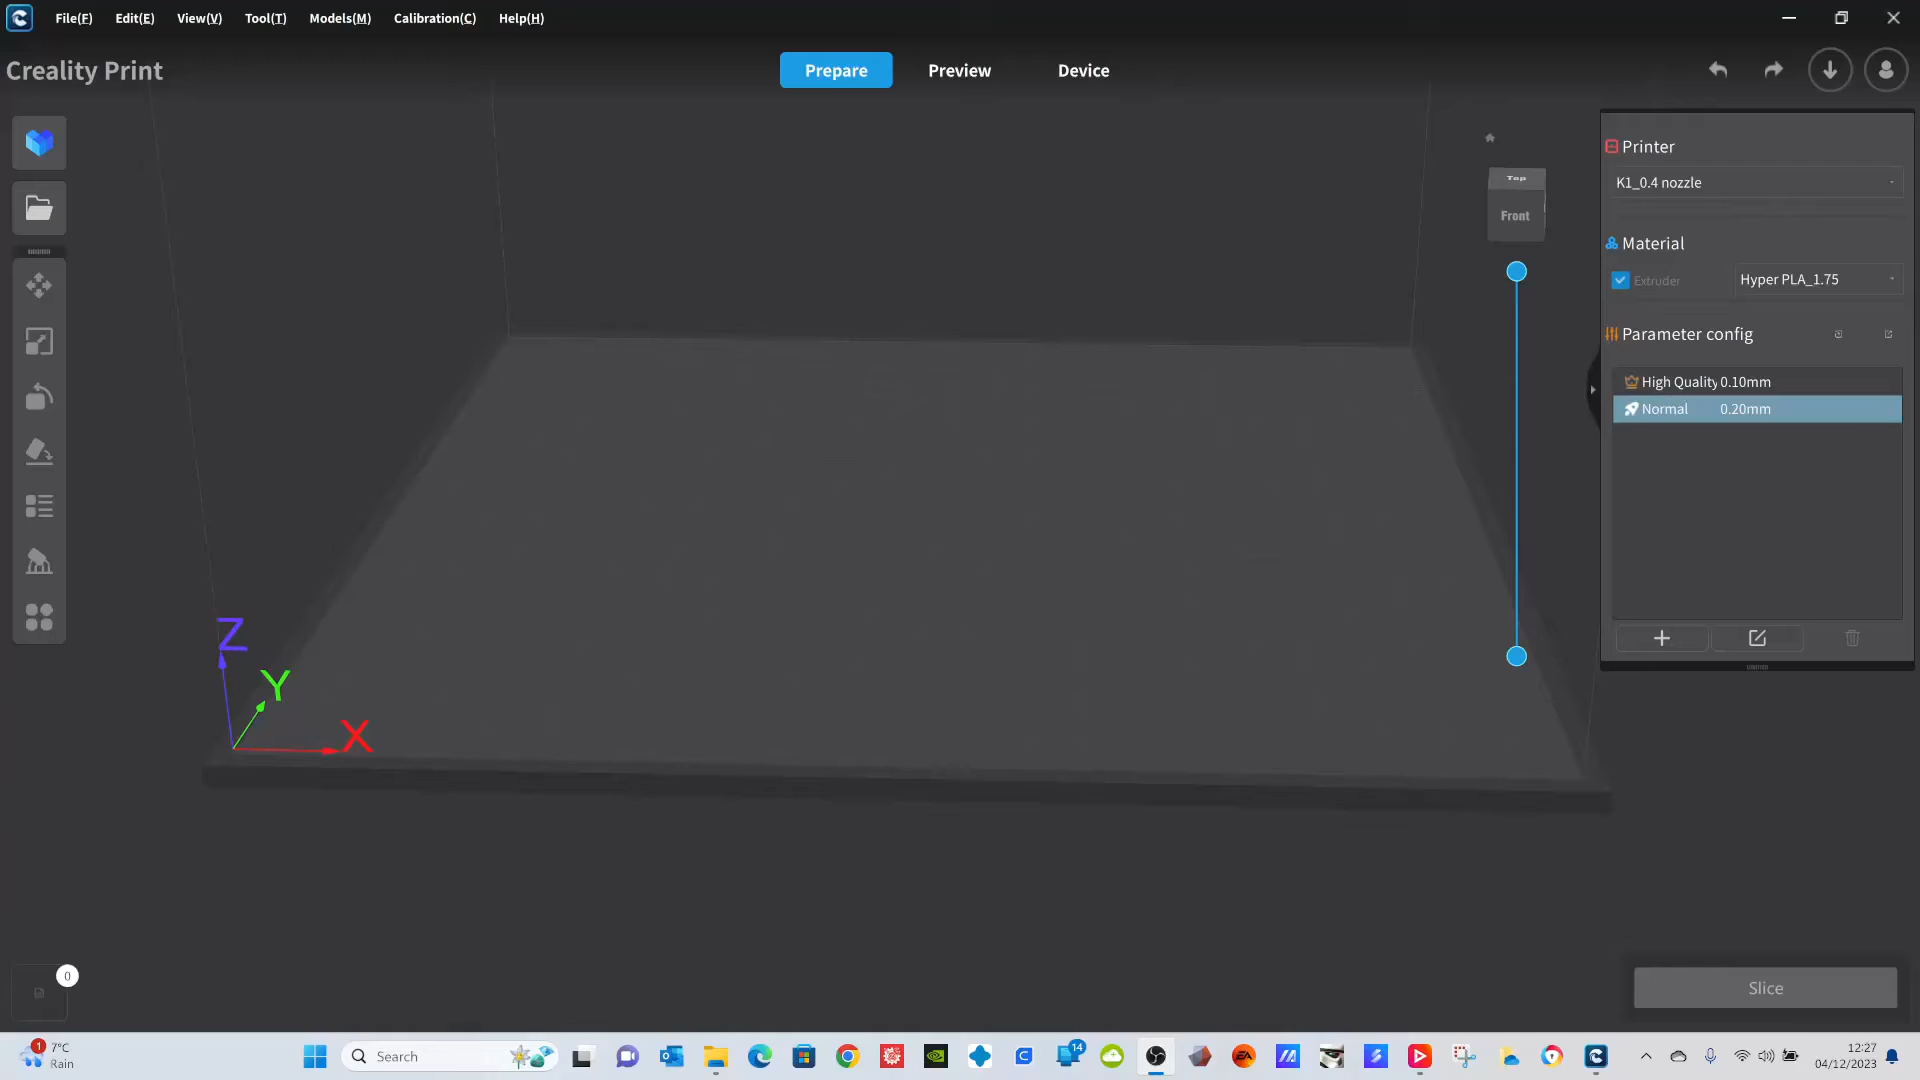 File(F) Edit(E) View(V) Tool(T) Models(M) Calibration(C) Help(H)
Creality Print
Prepare Preview Device
Printer
K1_0.4 nozzle
Top
Front
Material
Extruder Hyper PLA_1.75
Parameter config
High Quality 0.10mm
Normal 0.20mm
Z
Y
X
0
Slice
1
7°C
Rain
Search
14
EA
12:27
04/12/2023